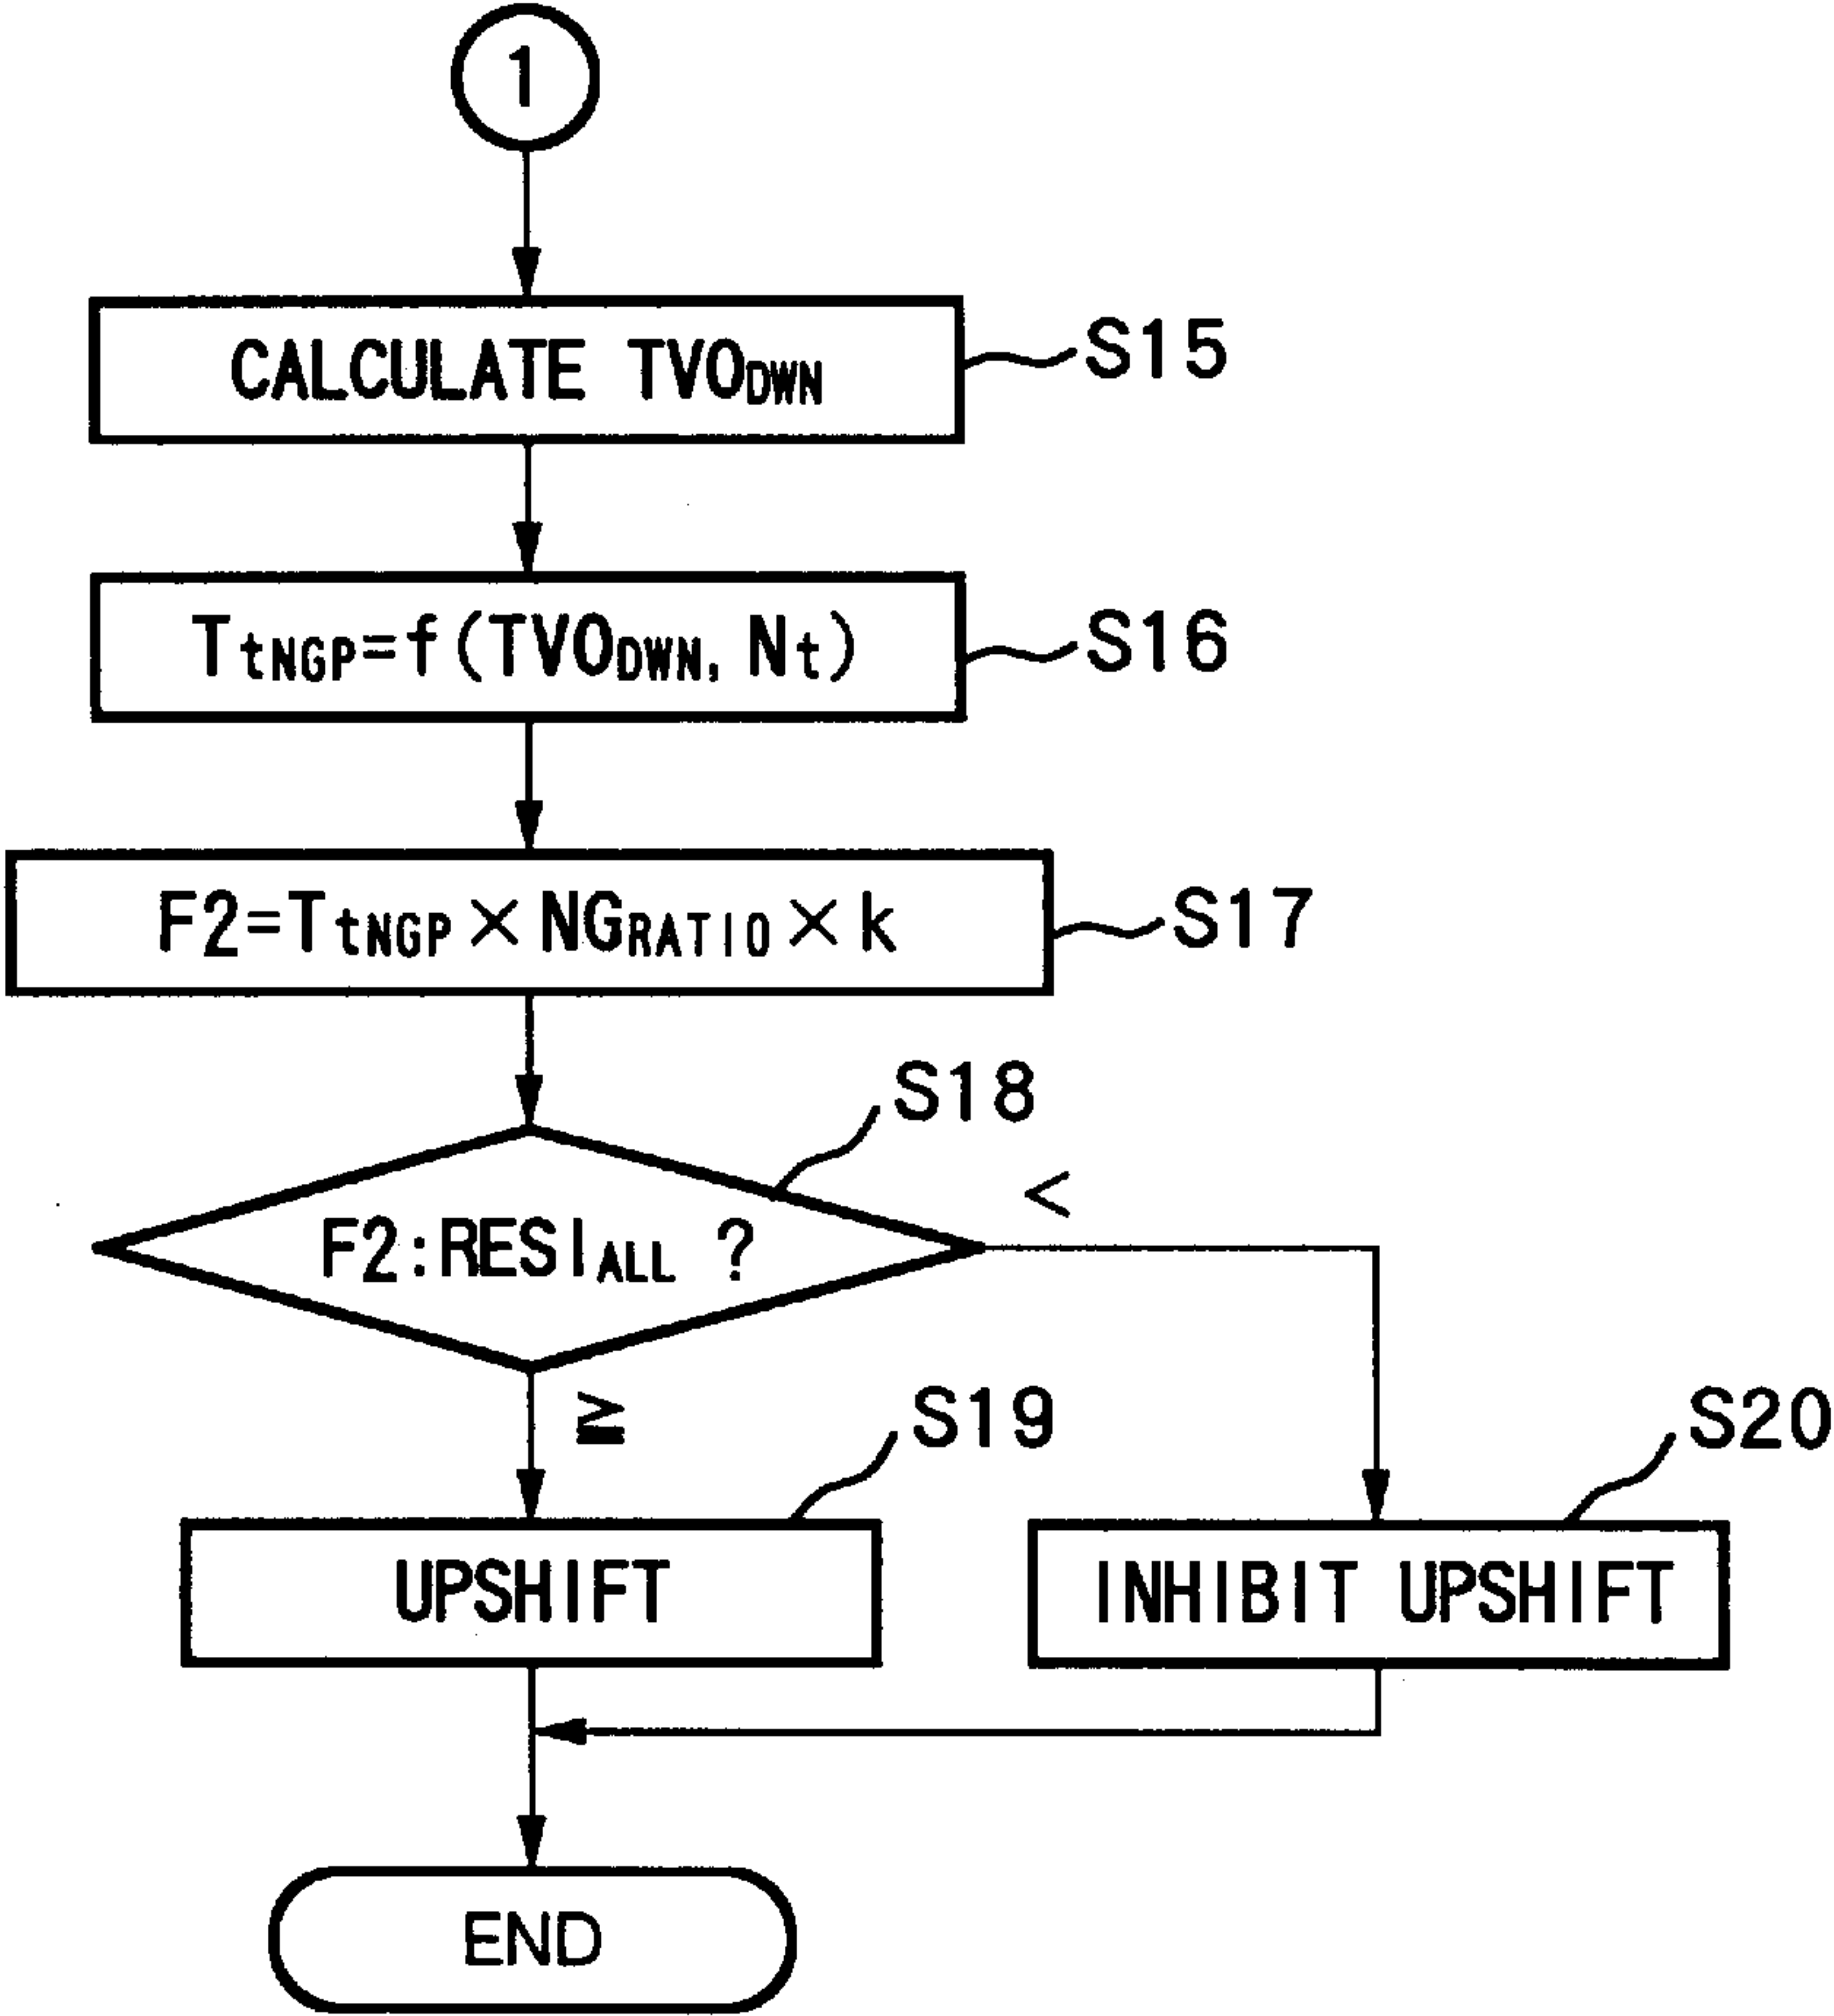 1
CALCULATE TVODWN
S15
TtNGP=f(TVODWN, Nt)
S16
F2=TtNGP×NGRATIO×k
S17
S18
<
F2:RESIALL ?
≧
S19
S20
UPSHIFT
INHIBIT UPSHIFT
END